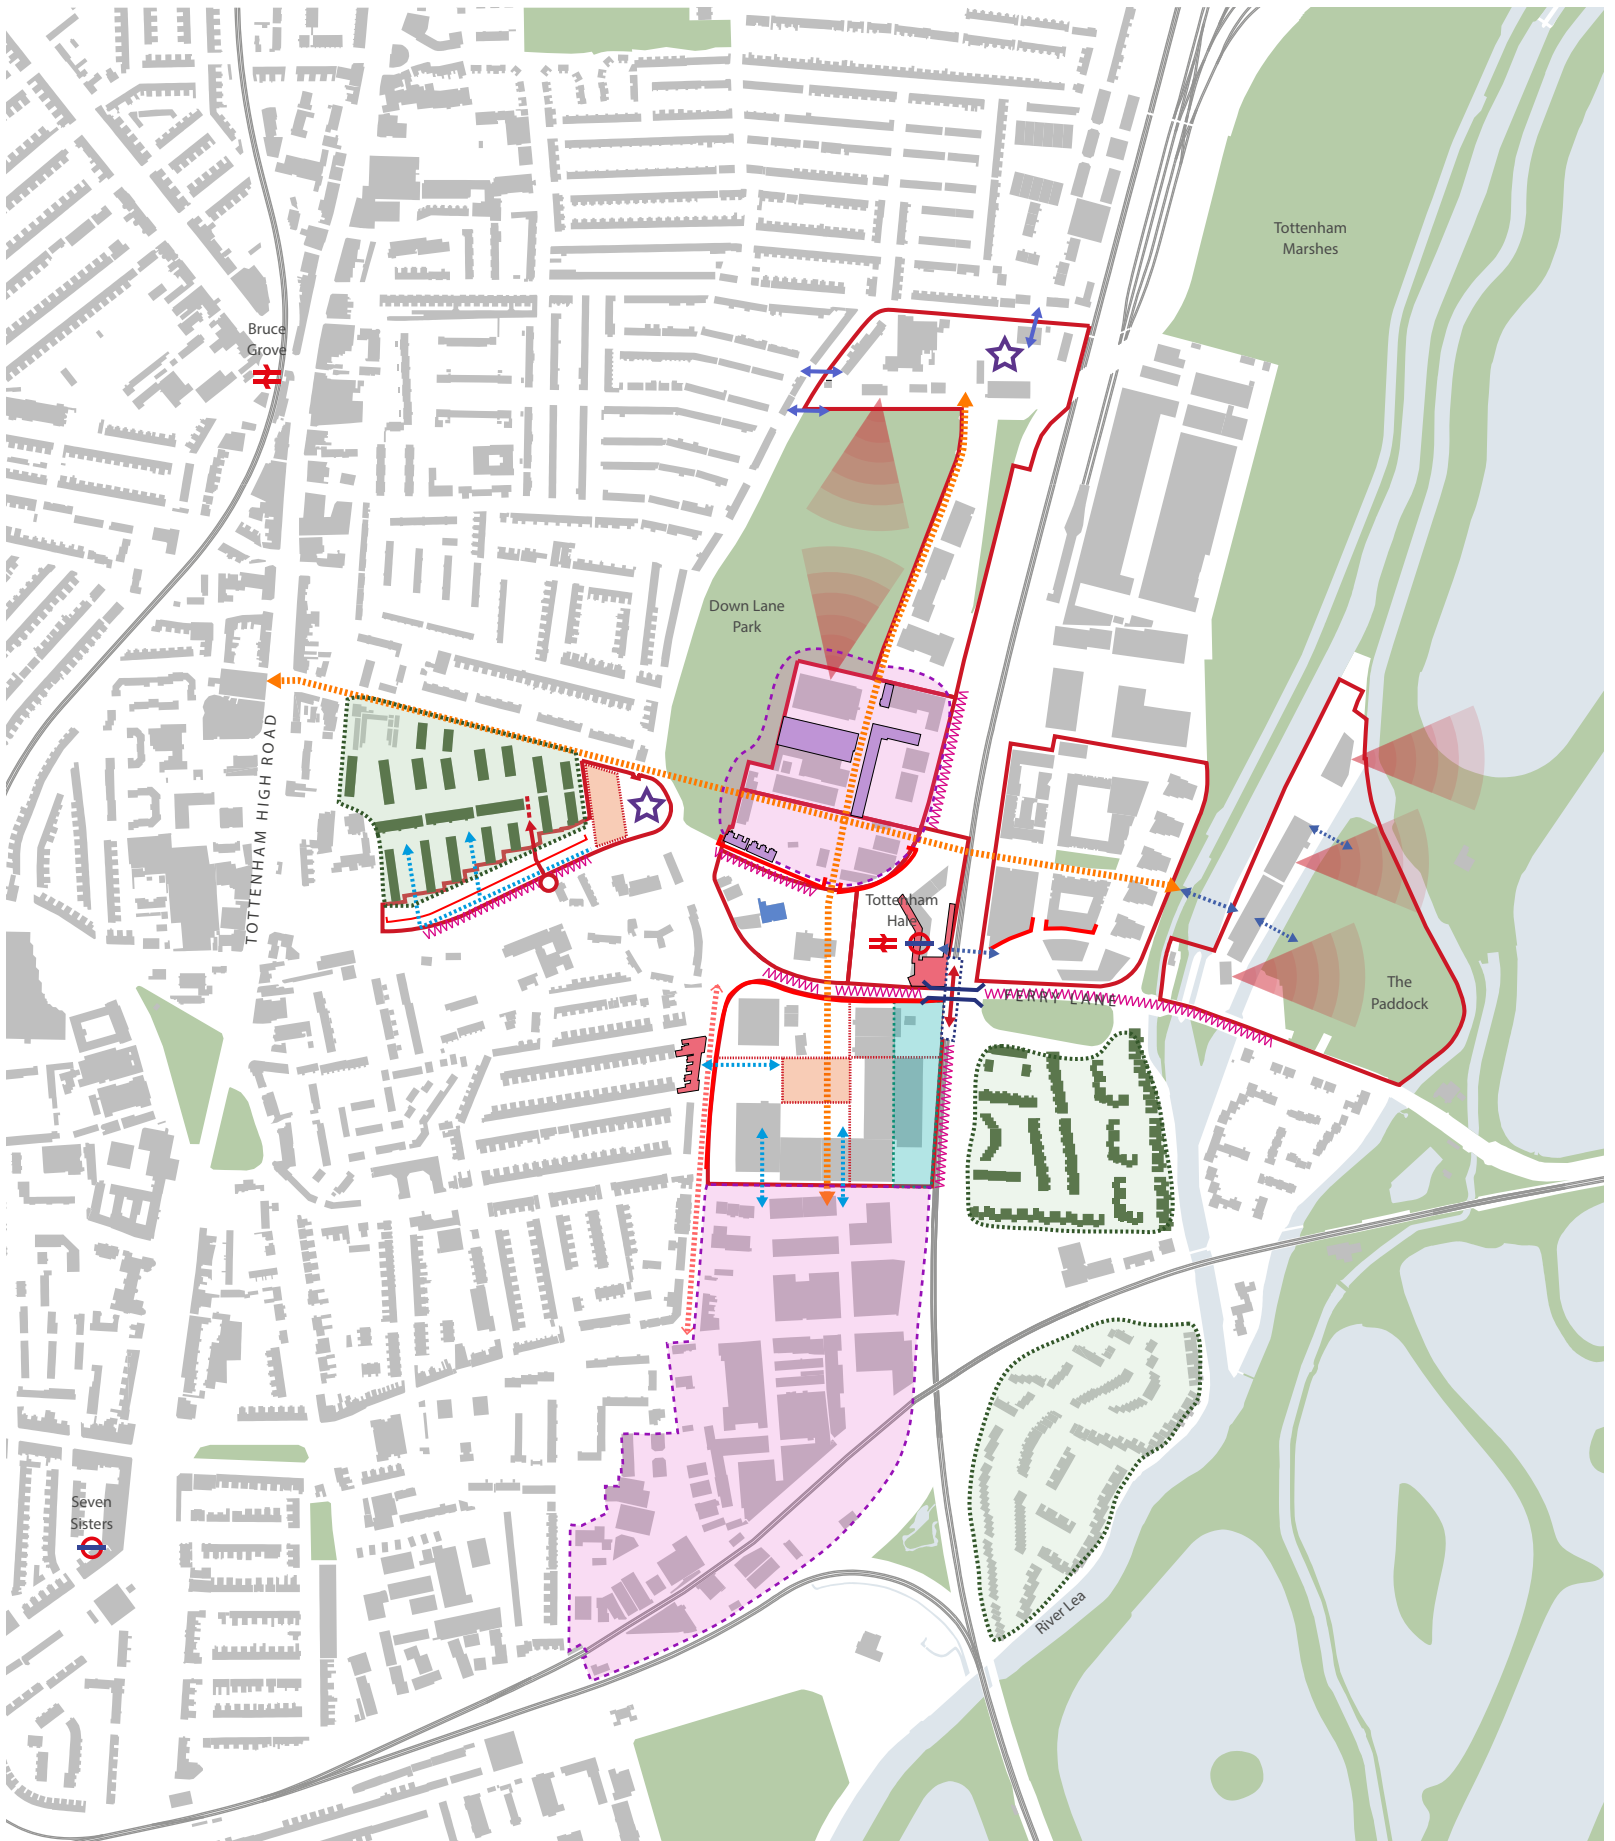 Tottenham
Marshes
Bruce
Grove
Down Lane
Park
TOTTENHAM HIGH ROAD
Tottenham
Hale
The
Paddock
FERRY LANE
Seven
Sisters
River Lea